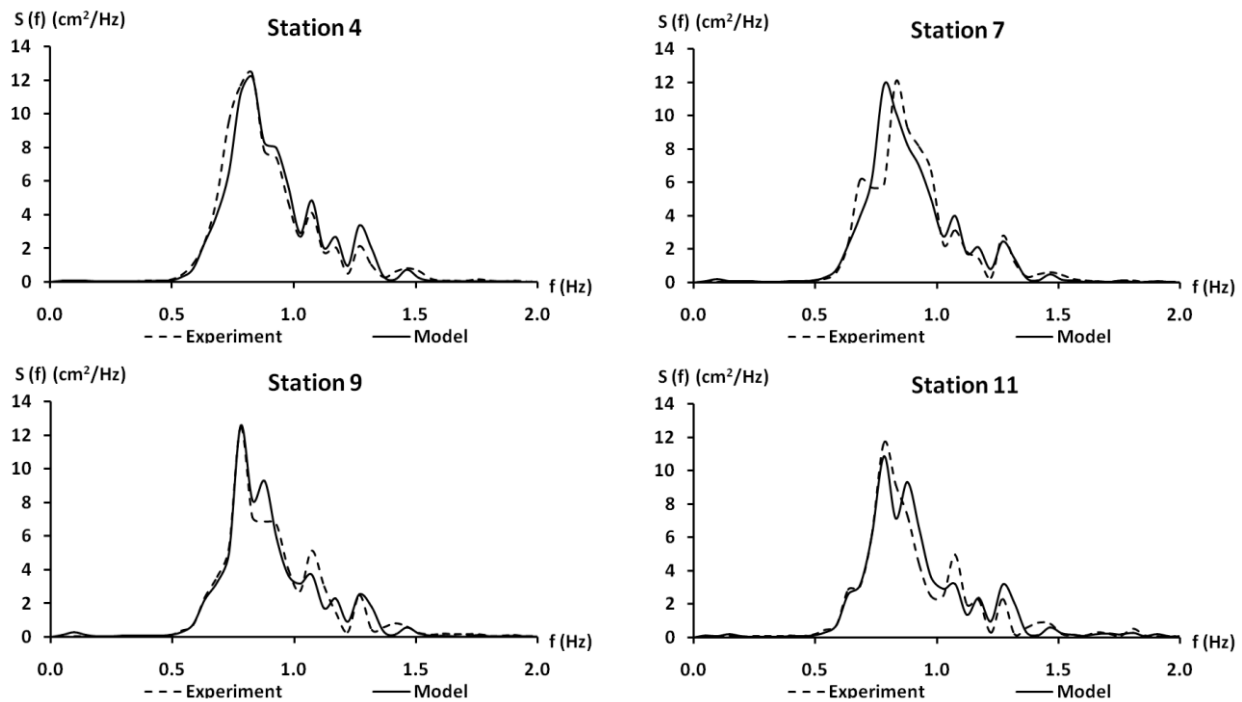 S (f) (cm²/Hz)
Station 4
14
12
10
8
6
4
2
0
f (Hz)
0.0 0.5 1.0 1.5 2.0
Experiment Model
S (f) (cm²/Hz)
Station 7
14
12
10
8
6
4
2
0
f (Hz)
0.0 0.5 1.0 1.5 2.0
Experiment Model
S (f) (cm²/Hz)
Station 9
14
12
10
8
6
4
2
0
f (Hz)
0.0 0.5 1.0 1.5 2.0
Experiment Model
S (f) (cm²/Hz)
Station 11
14
12
10
8
6
4
2
0
f (Hz)
0.0 0.5 1.0 1.5 2.0
Experiment Model